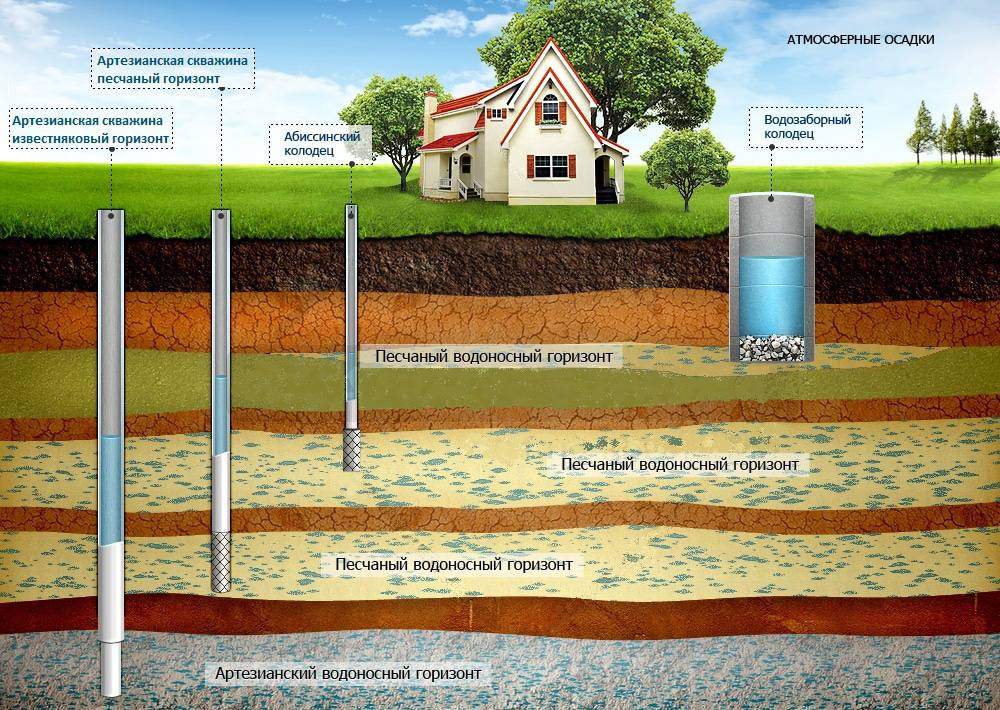 АТМОСФЕРНЫЕ ОСАДКИ
Артезианская скважина
песчаный горизонт
Артезианская скважина
известняковый горизонт
Абиссинский
колодец
Водозаборный
колодец
Песчаный водоносный горизонт
Песчаный водоносный горизонт
Песчаный водоносный горизонт
Артезианский водоносный горизонт